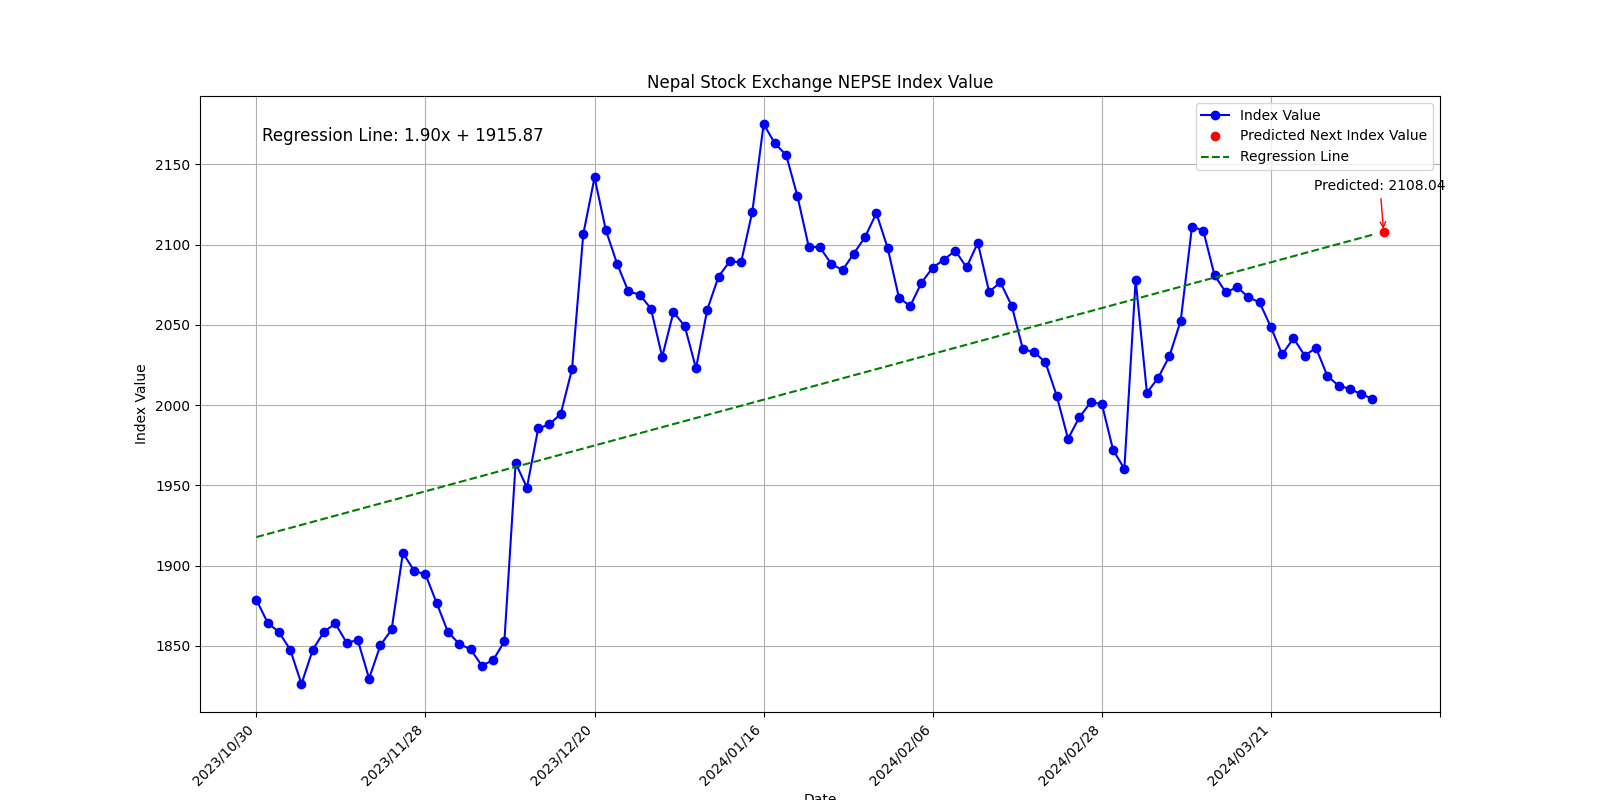 Nepal Stock Exchange NEPSE Index Value
Regression Line: 1.90x + 1915.87
Index Value
Predicted Next Index Value
Regression Line
Predicted: 2108.04
2150
2100
2050
2000
1950
1900
1850
Index Value
2023/10/30
2023/11/28
2023/12/20
2024/01/16
2024/02/06
2024/02/28
2024/03/21
Date